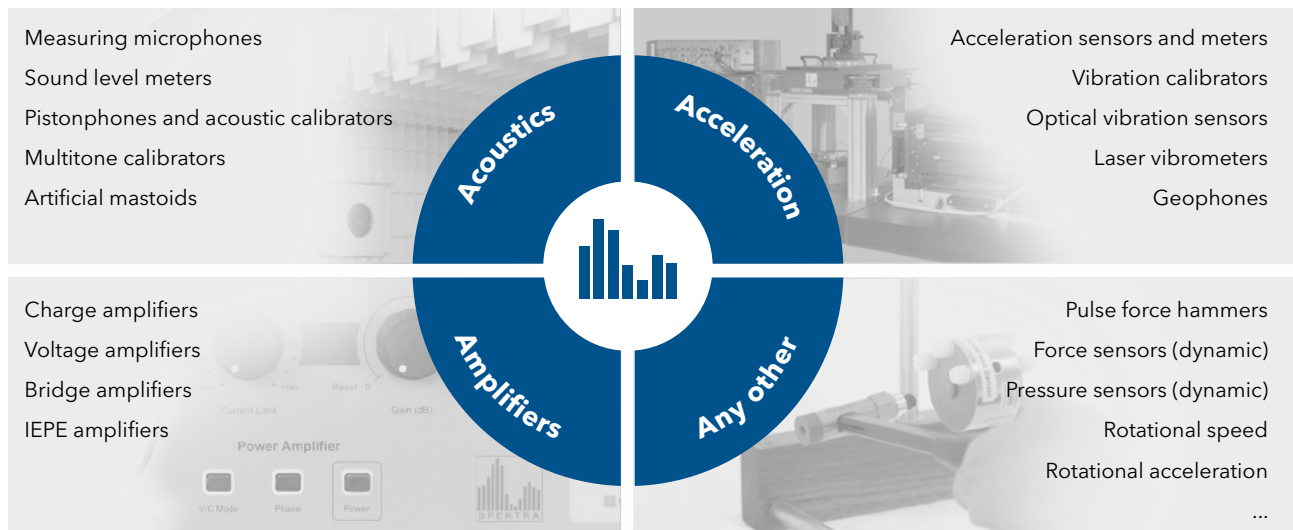 Measuring microphones
Sound level meters
Pistonphones and acoustic calibrators
Multitone calibrators
Artificial mastoids
Acoustics
Acceleration
Acceleration sensors and meters
Vibration calibrators
Optical vibration sensors
Laser vibrometers
Geophones
Charge amplifiers
Voltage amplifiers
Bridge amplifiers
IEPE amplifiers
max
Reset 0
Current Limit
Gain (dB)
Power Amplifier
V/C Mode
Phase
Power
SPEKTRA
Amplifiers
Any other
Pulse force hammers
Force sensors (dynamic)
Pressure sensors (dynamic)
Rotational speed
Rotational acceleration
...